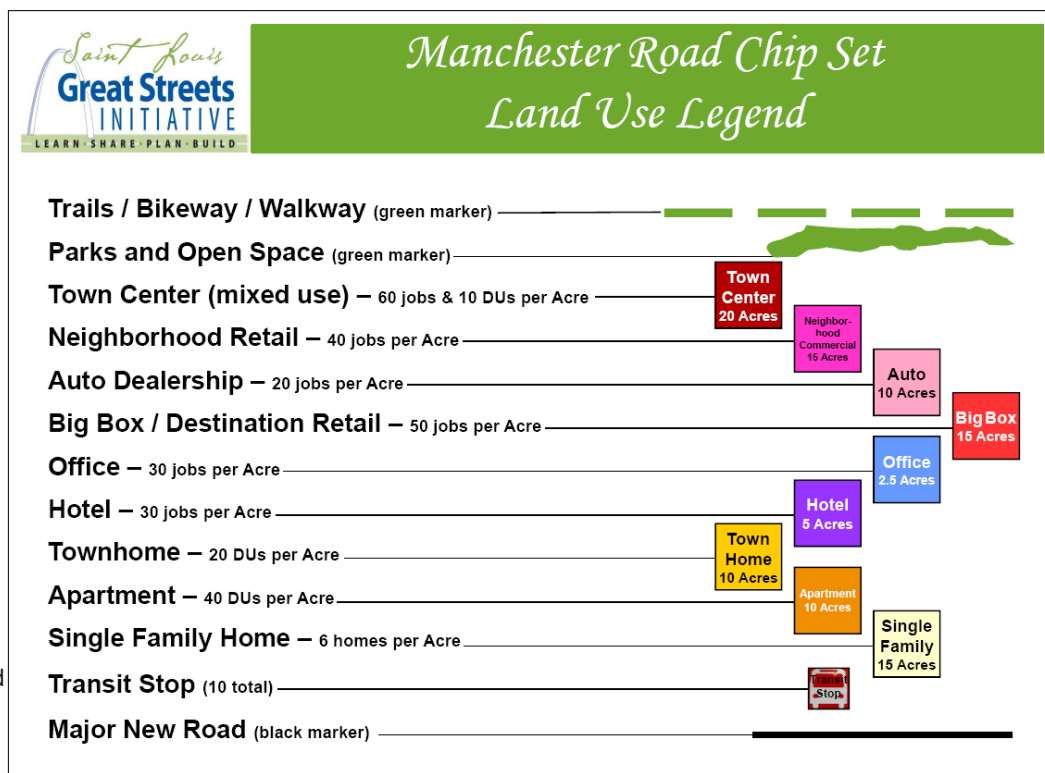 Saint Louis
Great Streets
INITIATIVE
LEARN · SHARE · PLAN · BUILD
Manchester Road Chip Set
Land Use Legend
Trails / Bikeway / Walkway (green marker)
Parks and Open Space (green marker)
Town Center (mixed use) – 60 jobs & 10 DUs per Acre
Town
Center
20 Acres
Neighborhood Retail – 40 jobs per Acre
Neighbor-
hood
Commercial
15 Acres
Auto Dealership – 20 jobs per Acre
Auto
10 Acres
Big Box / Destination Retail – 50 jobs per Acre
Big Box
15 Acres
Office – 30 jobs per Acre
Office
2.5 Acres
Hotel – 30 jobs per Acre
Hotel
5 Acres
Townhome – 20 DUs per Acre
Town
Home
10 Acres
Apartment – 40 DUs per Acre
Apartment
10 Acres
Single Family Home – 6 homes per Acre
Single
Family
15 Acres
Transit Stop (10 total)
Transit
Stop
Major New Road (black marker)